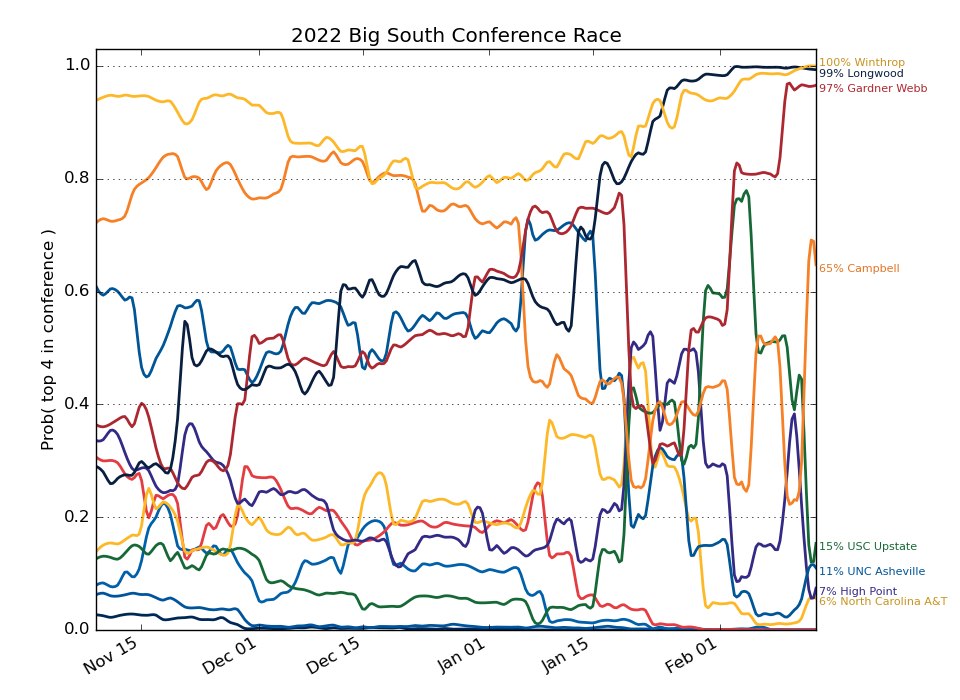 2022 Big South Conference Race
Prob( top 4 in conference )
1.0
0.8
0.6
0.4
0.2
0.0
Nov 15
Dec 01
Dec 15
Jan 01
Jan 15
Feb 01
100% Winthrop
99% Longwood
97% Gardner Webb
65% Campbell
15% USC Upstate
11% UNC Asheville
7% High Point
6% North Carolina A&T